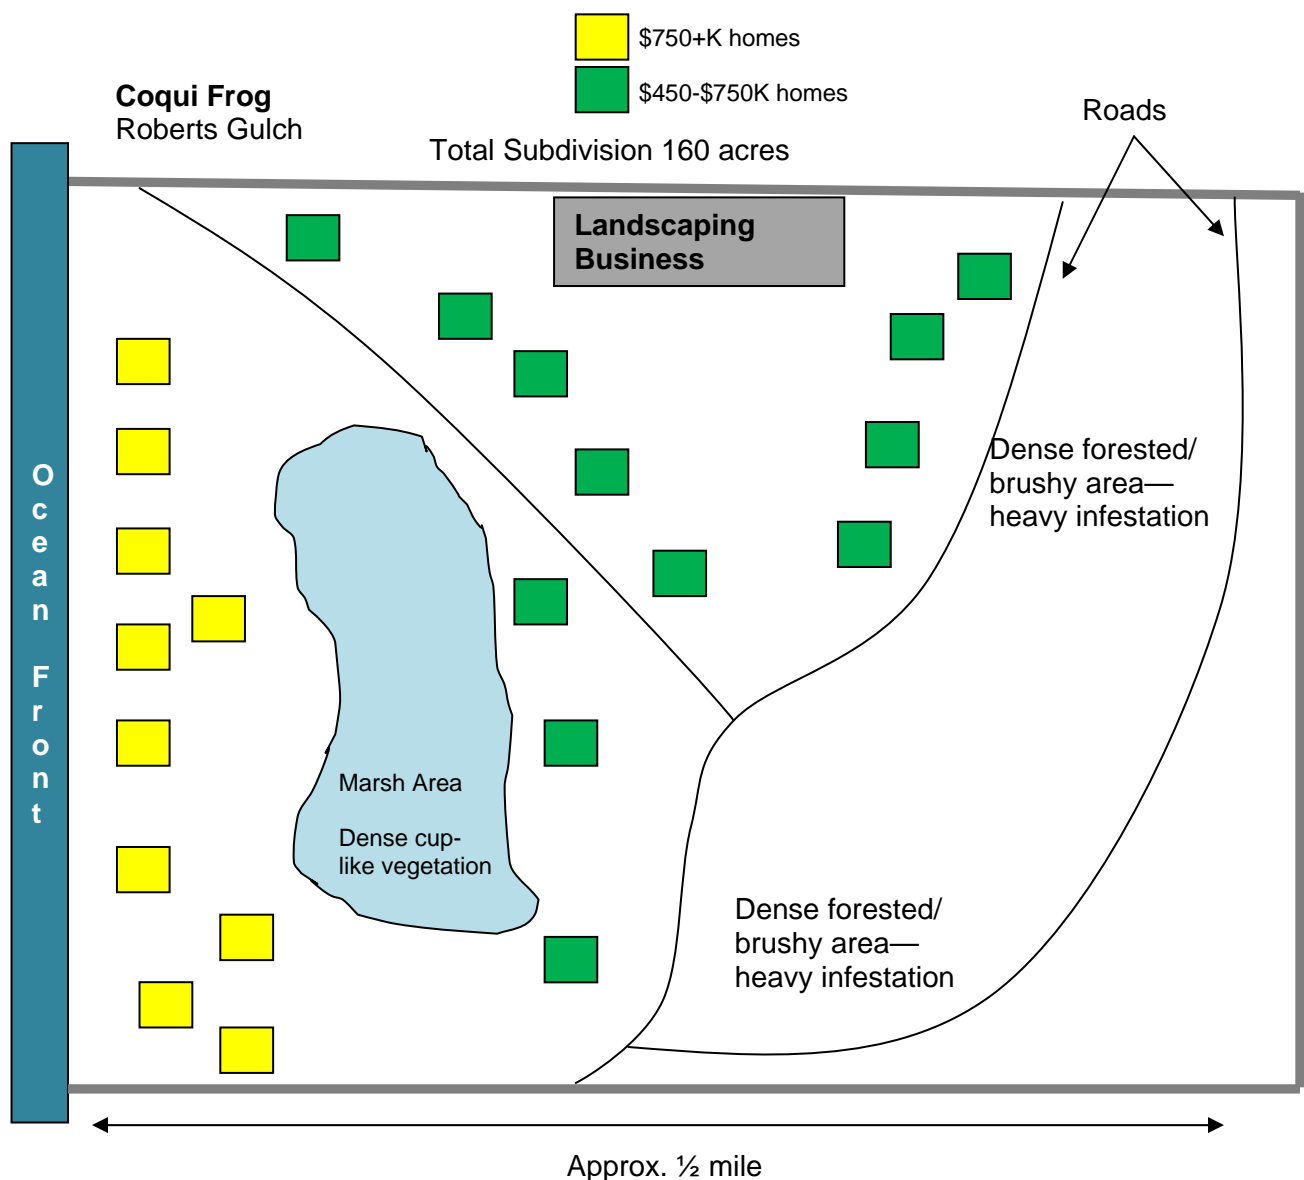 $750+K homes
$450-$750K homes
Coqui Frog
Roberts Gulch
Total Subdivision 160 acres
Roads
Landscaping
Business
Ocean Front
Dense forested/
brushy area—
heavy infestation
Marsh Area
Dense cup-
like vegetation
Dense forested/
brushy area—
heavy infestation
Approx. ½ mile